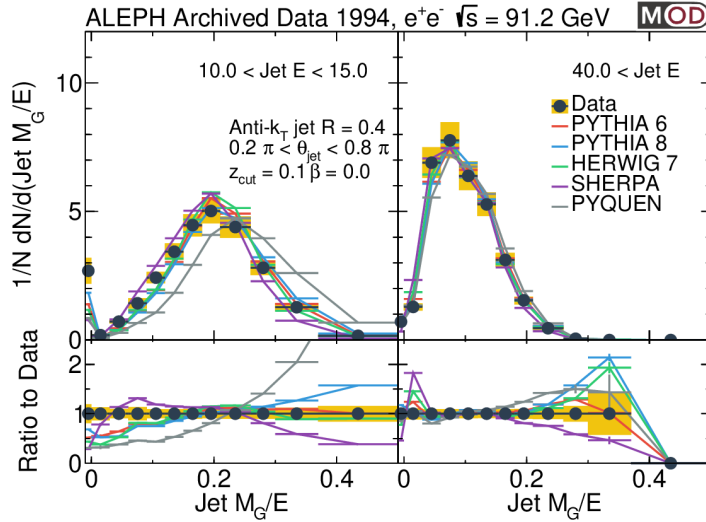 ALEPH Archived Data 1994, e⁺e⁻ √s = 91.2 GeV
MOD
10.0 < Jet E < 15.0
40.0 < Jet E
Anti-k_T jet R = 0.4
0.2 π < θ_jet < 0.8 π
z_cut = 0.1 β = 0.0
Data
PYTHIA 6
PYTHIA 8
HERWIG 7
SHERPA
PYQUEN
1/N dN/d(Jet M_G/E)
10
5
0
Ratio to Data
2
1
0
0 0.2 0.4
0 0.2 0.4
Jet M_G/E
Jet M_G/E